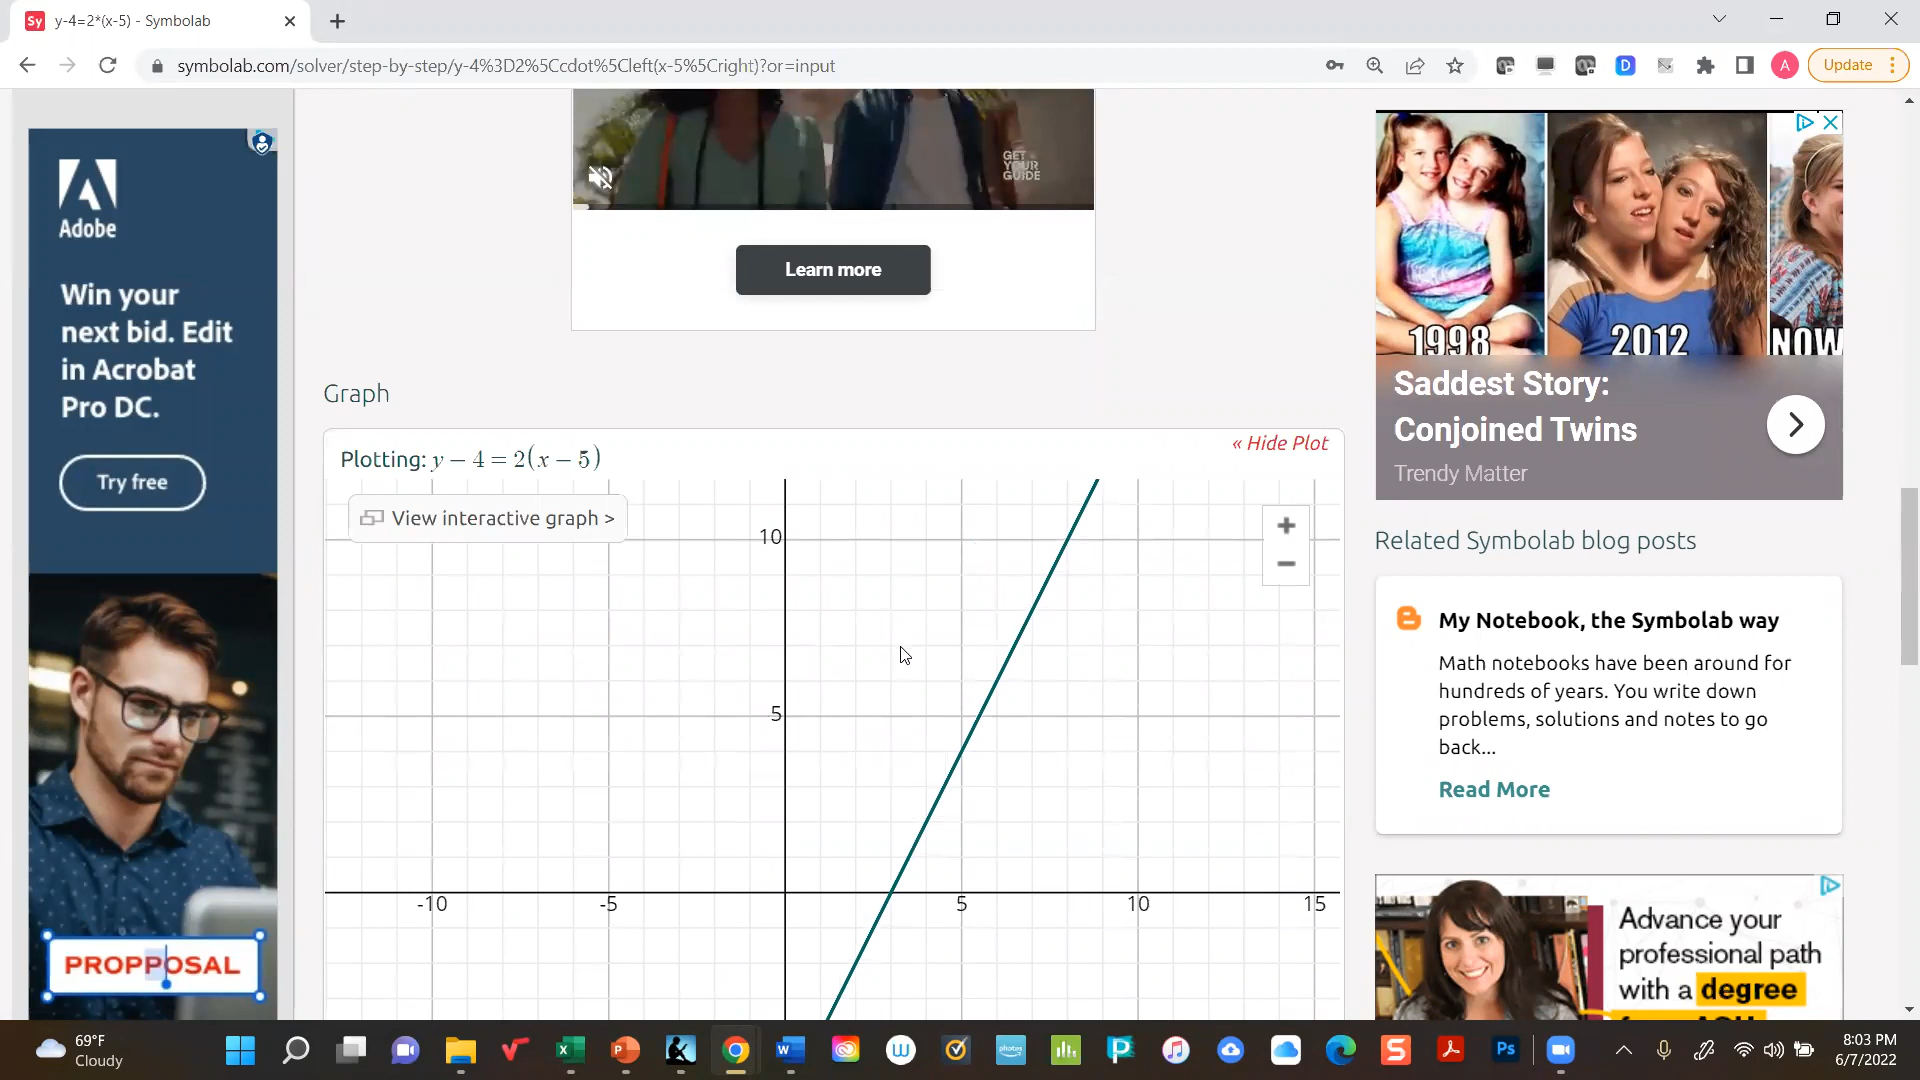 y-4=2*(x-5) - Symbolab
symbolab.com/solver/step-by-step/y-4%3D2%5Ccdot%5Cleft(x-5%5Cright)?or=input
A
Update
Adobe
Win your
next bid. Edit
in Acrobat
Pro DC.
Try free
PROPPOSAL
GET
YOUR
GUIDE
Learn more
Graph
Plotting: y − 4 = 2(x − 5)
« Hide Plot
View interactive graph >
+
−
10
5
-10
-5
5
10
15
1998
2012
NOW
Saddest Story:
Conjoined Twins
Trendy Matter
Related Symbolab blog posts
My Notebook, the Symbolab way
Math notebooks have been around for
hundreds of years. You write down
problems, solutions and notes to go
back...
Read More
Advance your
professional path
with a degree
69°F
Cloudy
8:03 PM
6/7/2022